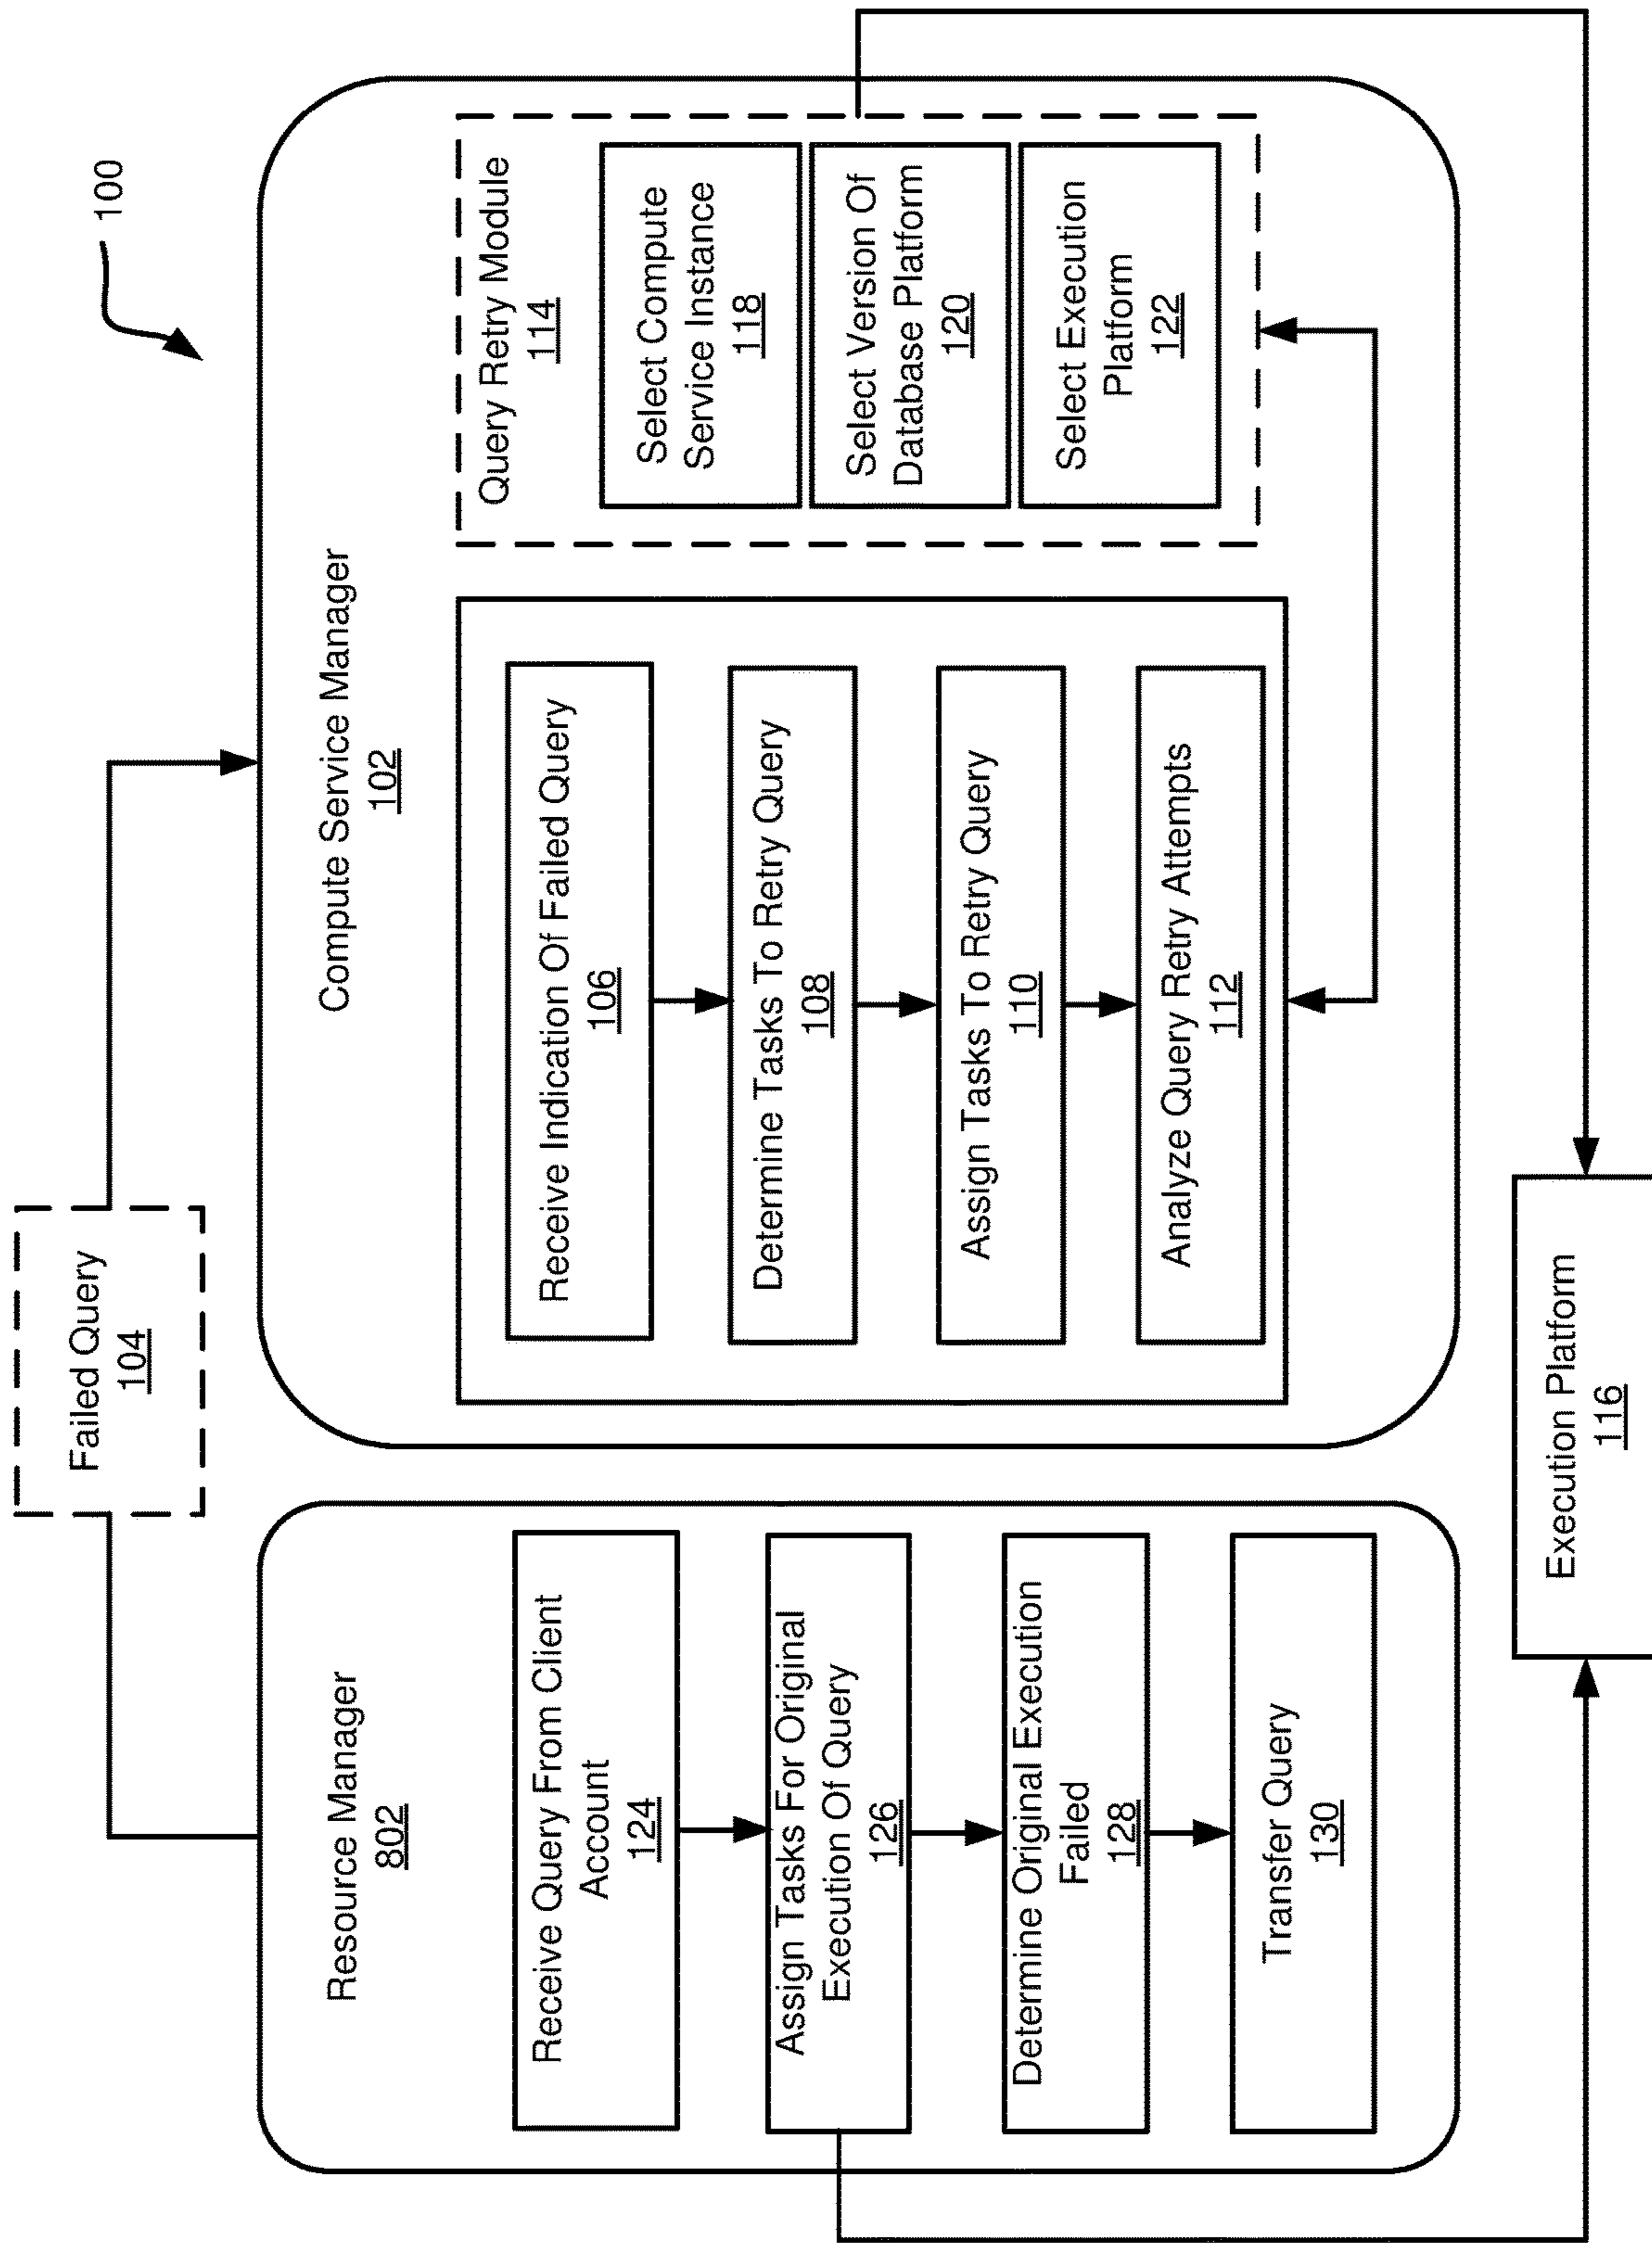 100
Failed Query
104
Resource Manager
802
Receive Query From Client
Account
124
Assign Tasks For Original
Execution Of Query
126
Determine Original Execution
Failed
128
Transfer Query
130
Compute Service Manager
102
Receive Indication Of Failed Query
106
Determine Tasks To Retry Query
108
Assign Tasks To Retry Query
110
Analyze Query Retry Attempts
112
Query Retry Module
114
Select Compute
Service Instance
118
Select Version Of
Database Platform
120
Select Execution
Platform
122
Execution Platform
116